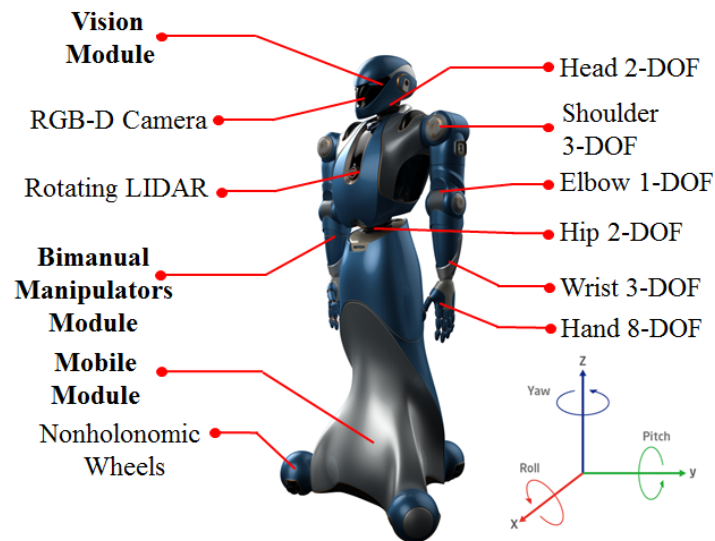 Vision
Module
RGB-D Camera
Rotating LIDAR
Bimanual
Manipulators
Module
Mobile
Module
Nonholonomic
Wheels
Head 2-DOF
Shoulder
3-DOF
Elbow 1-DOF
Hip 2-DOF
Wrist 3-DOF
Hand 8-DOF
Z
Yaw
Pitch
y
Roll
X